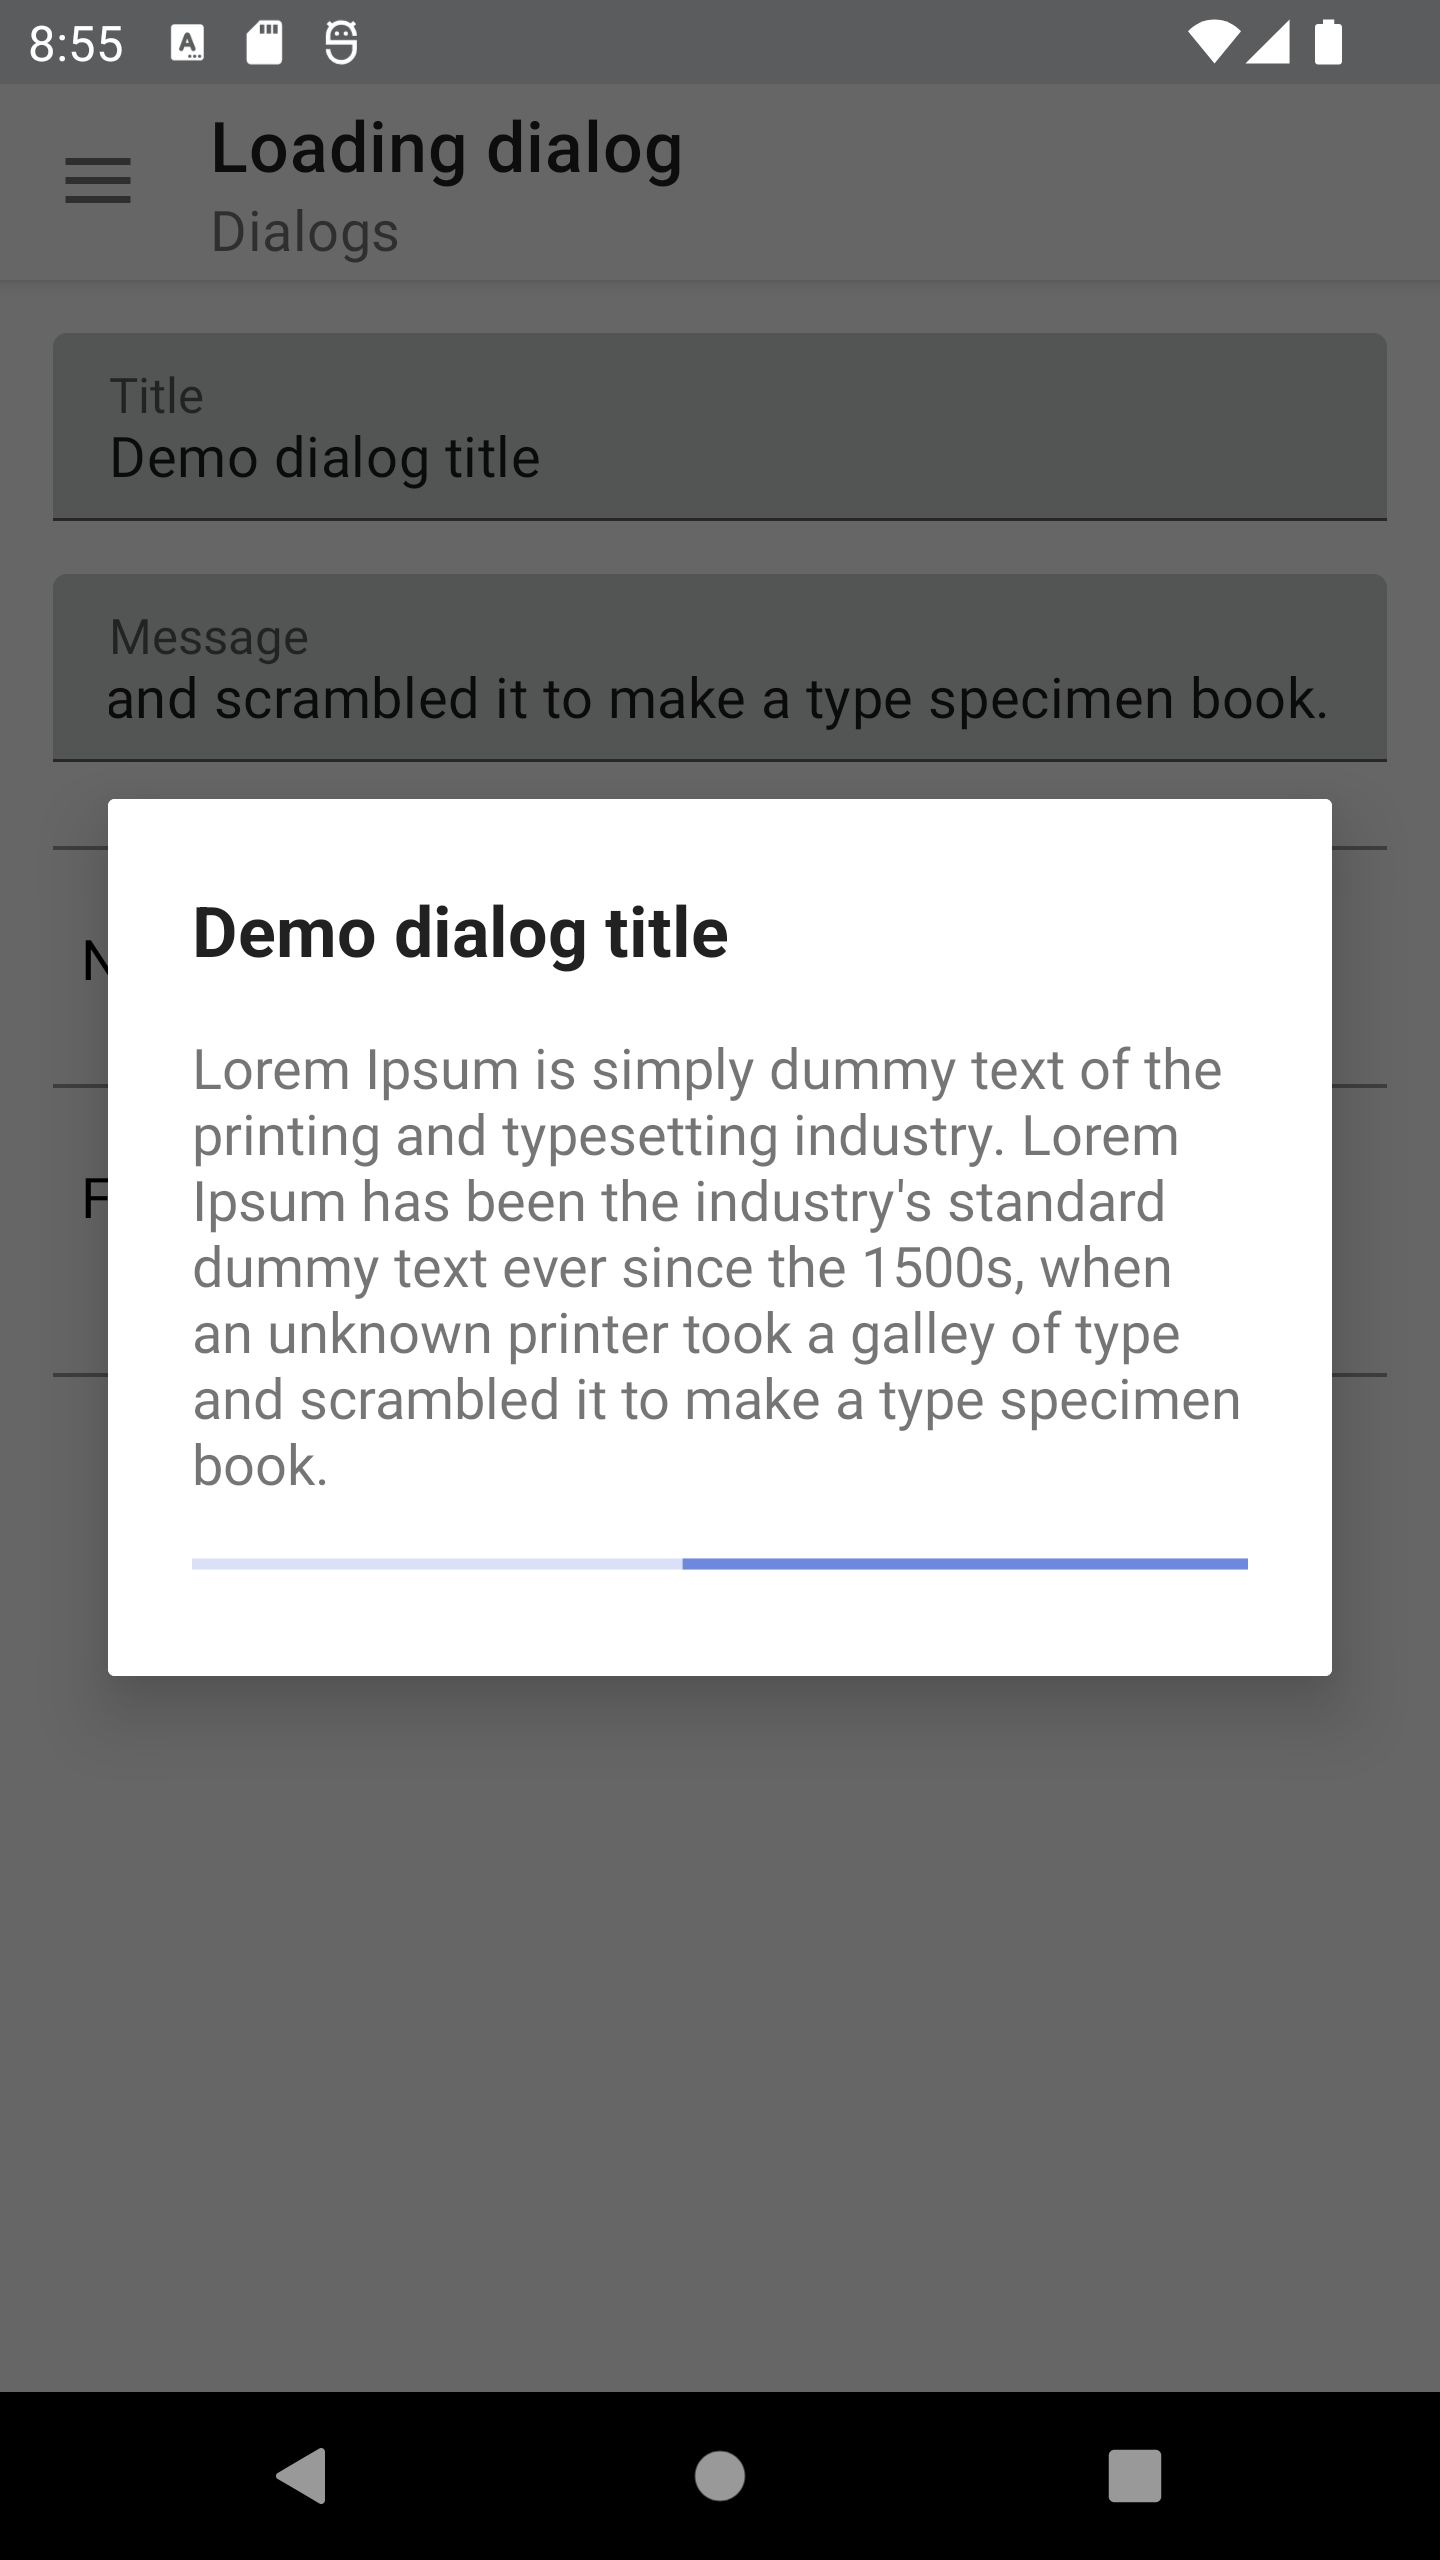 8:55
Loading dialog
Dialogs
Title
Demo dialog title
Message
and scrambled it to make a type specimen book.
Demo dialog title
Lorem Ipsum is simply dummy text of the
printing and typesetting industry. Lorem
Ipsum has been the industry's standard
dummy text ever since the 1500s, when
an unknown printer took a galley of type
and scrambled it to make a type specimen
book.